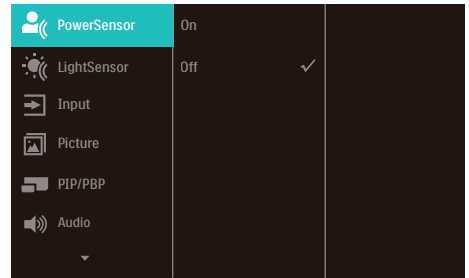 PowerSensor
On
LightSensor
Off
Input
Picture
PIP/PBP
Audio